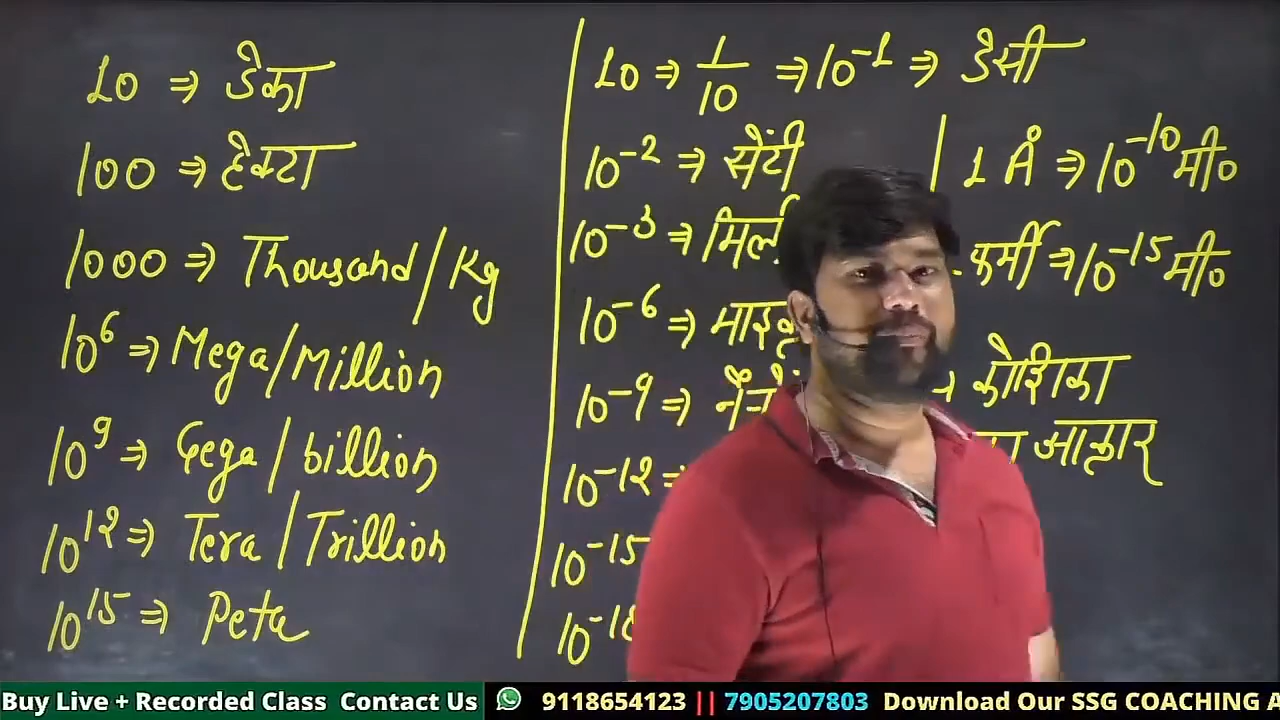 10 ⇒ डेका
100 ⇒ हेक्टा
1000 ⇒ Thousand/Kg
10⁶ ⇒ Mega/Million
10⁹ ⇒ Gega/billion
10¹² ⇒ Tera/Trillion
10¹⁵ ⇒ Peta
10 ⇒ 1/10 ⇒ 10⁻¹ ⇒ डेसी
10⁻² ⇒ सेंटी
10⁻³ ⇒
10⁻⁶ ⇒
10⁻⁹ ⇒
10⁻¹² ⇒
10⁻¹⁵
10⁻¹⁸
1 Å ⇒ 10⁻¹⁰ मी०
फर्मी ⇒ 10⁻¹⁵ मी०
कोशिका
आकार
Buy Live + Recorded Class Contact Us 9118654123 || 7905207803 Download Our SSG COACHING A